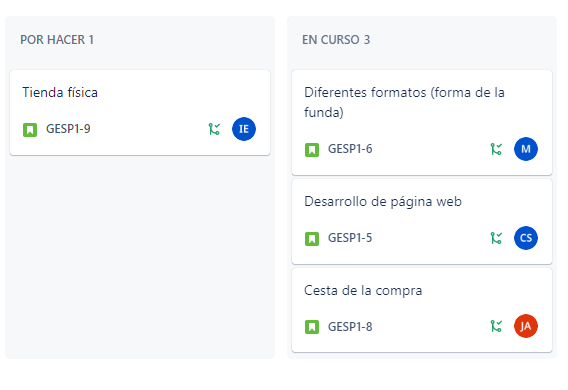 POR HACER 1
Tienda física
GESP1-9
IE
EN CURSO 3
Diferentes formatos (forma de la
funda)
GESP1-6
M
Desarrollo de página web
GESP1-5
CS
Cesta de la compra
GESP1-8
JA